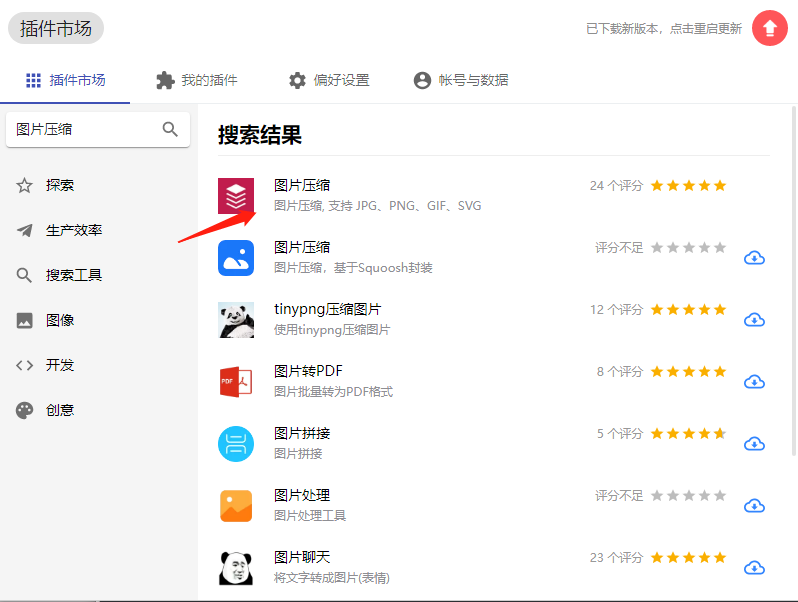 插件市场
已下载新版本，点击重启更新
插件市场
我的插件
偏好设置
帐号与数据
图片压缩
探索
生产效率
搜索工具
图像
开发
创意
搜索结果
图片压缩
24 个评分
图片压缩, 支持 JPG、PNG、GIF、SVG
图片压缩
评分不足
图片压缩，基于Squoosh封装
tinypng压缩图片
12 个评分
使用tinypng压缩图片
PDF
图片转PDF
8 个评分
图片批量转为PDF格式
图片拼接
5 个评分
图片拼接
图片处理
评分不足
图片处理工具
图片聊天
23 个评分
将文字转成图片(表情)